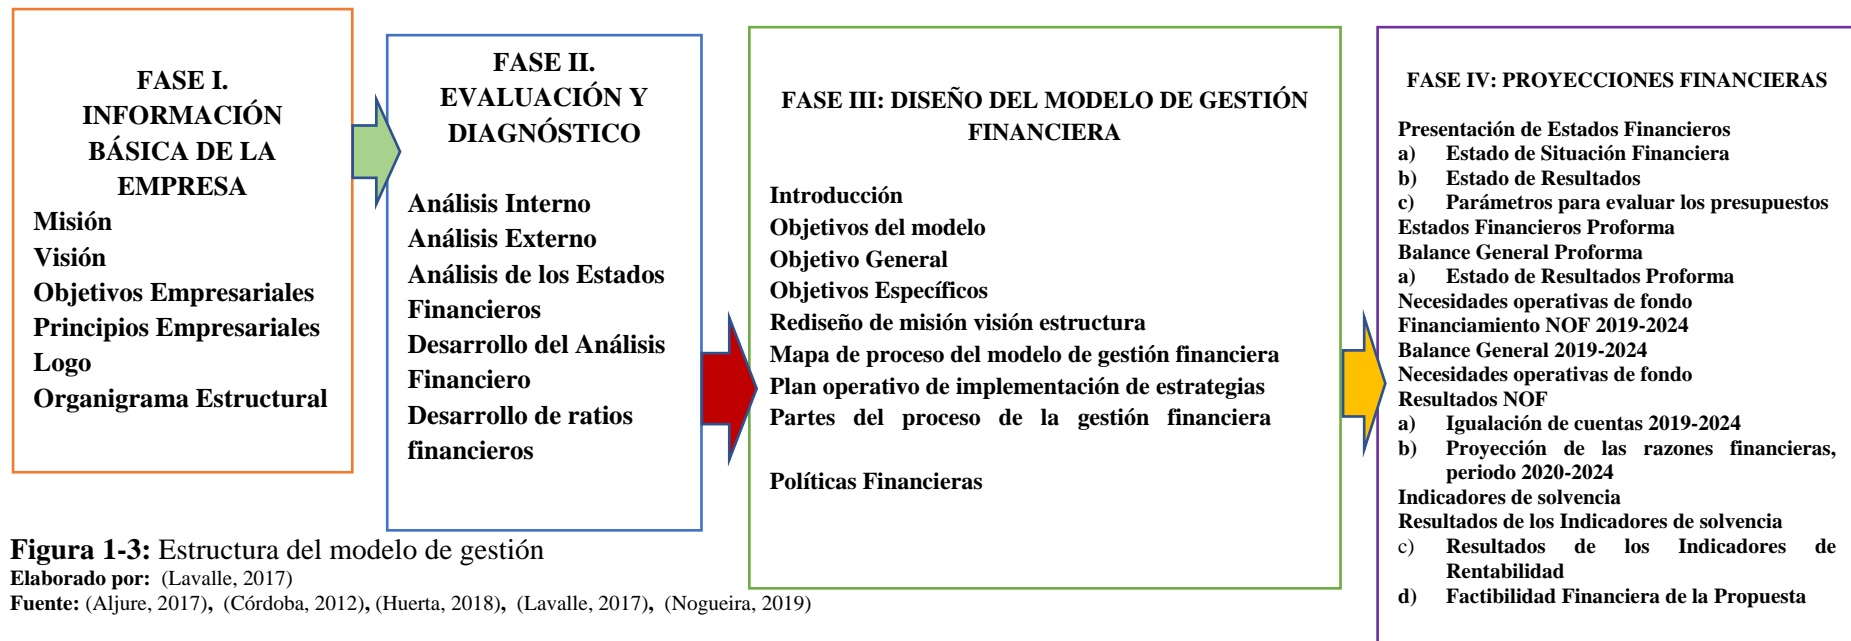 FASE I.
INFORMACIÓN
BÁSICA DE LA
EMPRESA
Misión
Visión
Objetivos Empresariales
Principios Empresariales
Logo
Organigrama Estructural
FASE II.
EVALUACIÓN Y
DIAGNÓSTICO
Análisis Interno
Análisis Externo
Análisis de los Estados
Financieros
Desarrollo del Análisis
Financiero
Desarrollo de ratios
financieros
FASE III: DISEÑO DEL MODELO DE GESTIÓN
FINANCIERA
Introducción
Objetivos del modelo
Objetivo General
Objetivos Específicos
Rediseño de misión visión estructura
Mapa de proceso del modelo de gestión financiera
Plan operativo de implementación de estrategias
Partes del proceso de la gestión financiera
Políticas Financieras
FASE IV: PROYECCIONES FINANCIERAS
Presentación de Estados Financieros
a) Estado de Situación Financiera
b) Estado de Resultados
c) Parámetros para evaluar los presupuestos
Estados Financieros Proforma
Balance General Proforma
a) Estado de Resultados Proforma
Necesidades operativas de fondo
Financiamiento NOF 2019-2024
Balance General 2019-2024
Necesidades operativas de fondo
Resultados NOF
a) Igualación de cuentas 2019-2024
b) Proyección de las razones financieras,
periodo 2020-2024
Indicadores de solvencia
Resultados de los Indicadores de solvencia
c) Resultados de los Indicadores de
Rentabilidad
d) Factibilidad Financiera de la Propuesta
Figura 1-3: Estructura del modelo de gestión
Elaborado por: (Lavalle, 2017)
Fuente: (Aljure, 2017), (Córdoba, 2012), (Huerta, 2018), (Lavalle, 2017), (Nogueira, 2019)